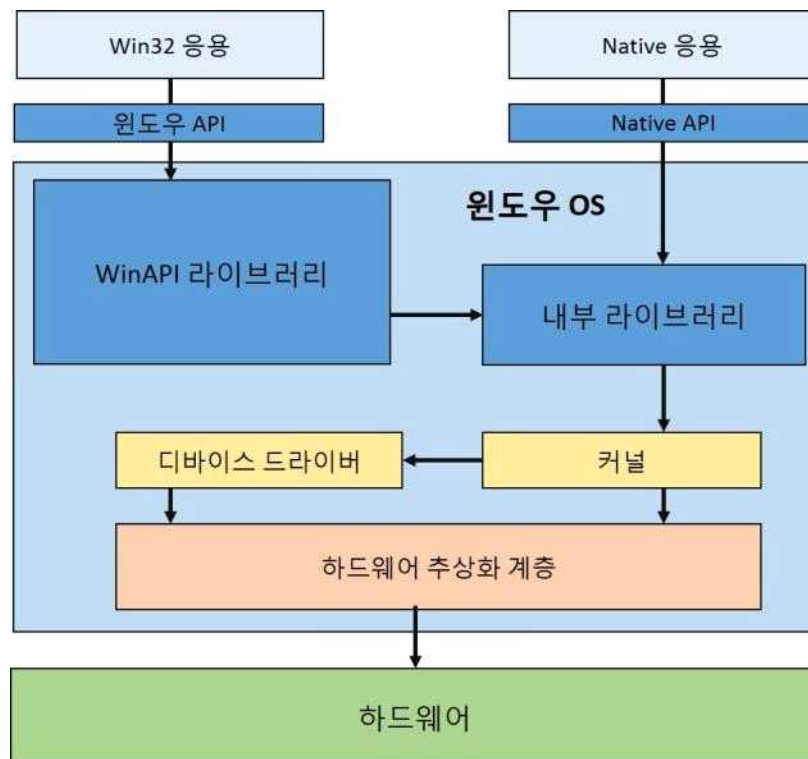 Win32 응용
Native 응용
윈도우 API
Native API
윈도우 OS
WinAPI 라이브러리
내부 라이브러리
디바이스 드라이버
커널
하드웨어 추상화 계층
하드웨어